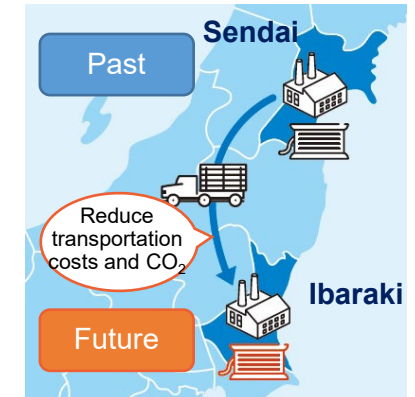 Sendai
Past
Reduce
transportation
costs and CO₂
Ibaraki
Future